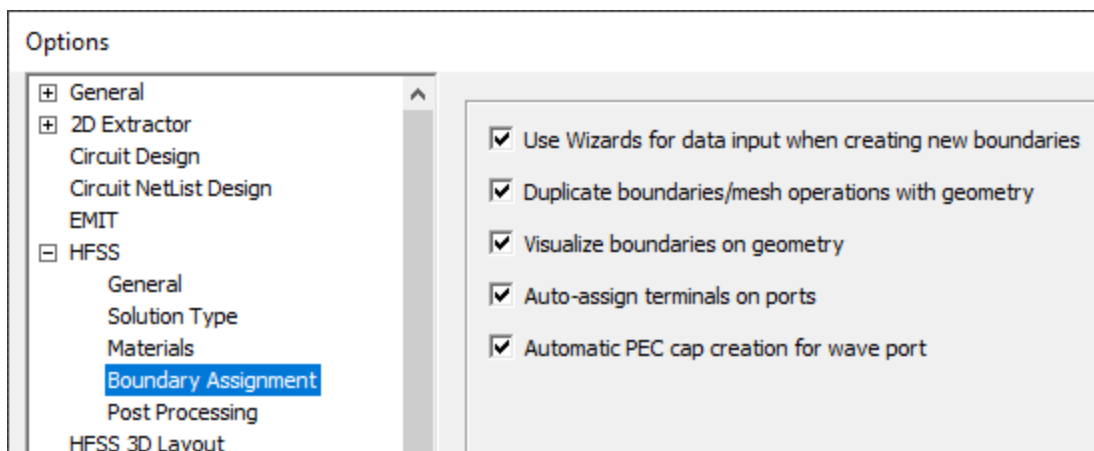 Options
General
2D Extractor
Circuit Design
Circuit NetList Design
EMIT
HFSS
General
Solution Type
Materials
Boundary Assignment
Post Processing
HFSS 3D Layout
Use Wizards for data input when creating new boundaries
Duplicate boundaries/mesh operations with geometry
Visualize boundaries on geometry
Auto-assign terminals on ports
Automatic PEC cap creation for wave port